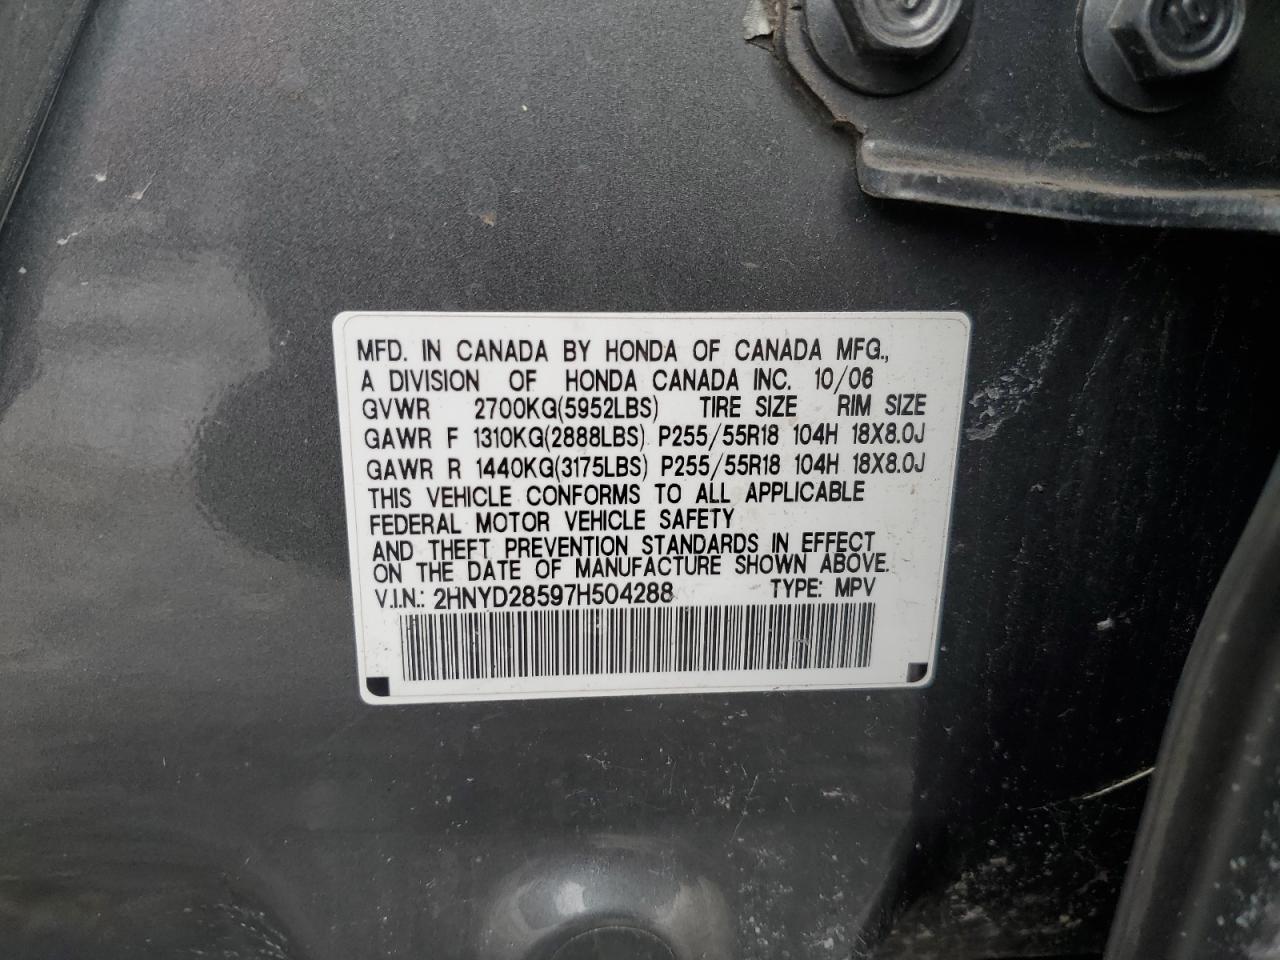 MFD. IN CANADA BY HONDA OF CANADA MFG.,
A DIVISION OF HONDA CANADA INC. 10/06
GVWR 2700KG(5952LBS) TIRE SIZE RIM SIZE
GAWR F 1310KG(2888LBS) P255/55R18 104H 18X8.0J
GAWR R 1440KG(3175LBS) P255/55R18 104H 18X8.0J
THIS VEHICLE CONFORMS TO ALL APPLICABLE
FEDERAL MOTOR VEHICLE SAFETY
AND THEFT PREVENTION STANDARDS IN EFFECT
ON THE DATE OF MANUFACTURE SHOWN ABOVE.
V.I.N.: 2HNYD28597H504288 TYPE: MPV